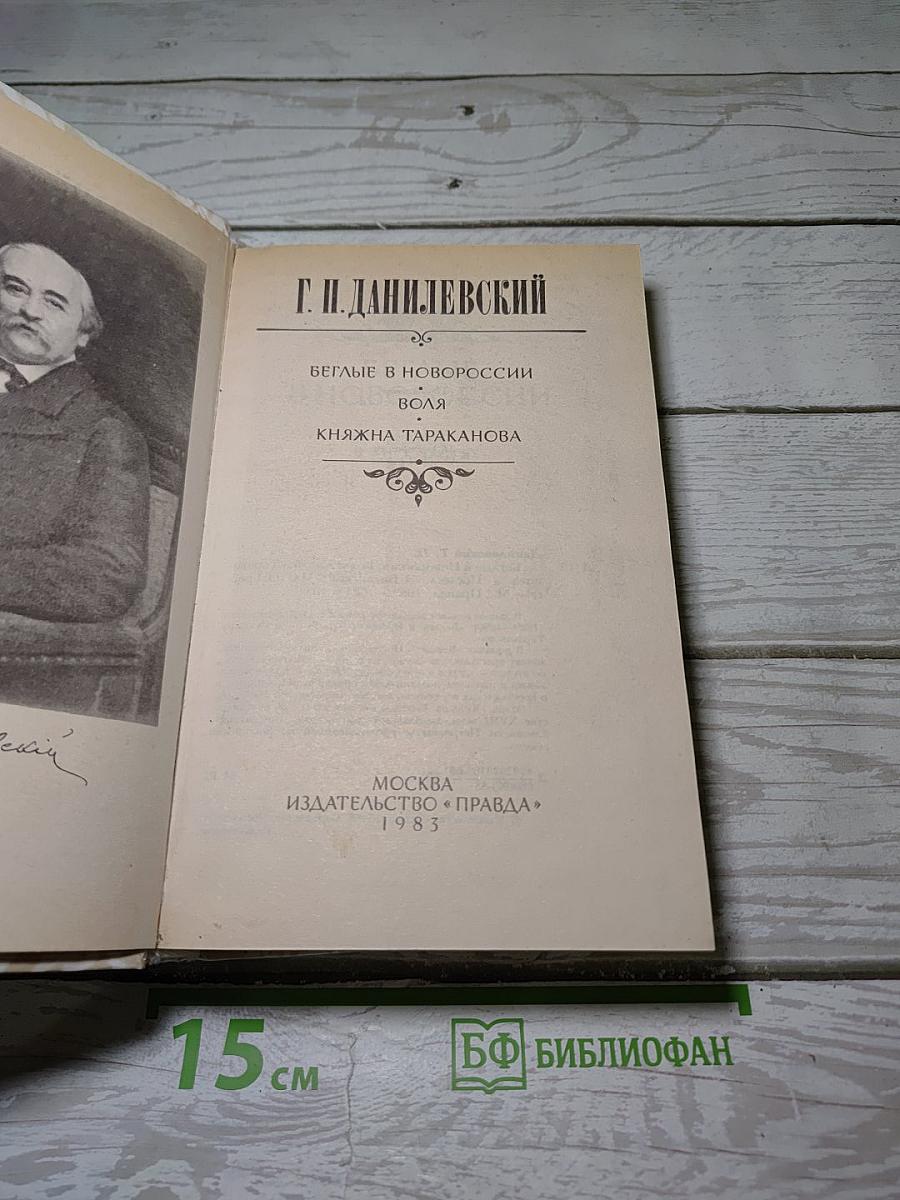 Г. П. ДАНИЛЕВСКИЙ
БЕГЛЫЕ В НОВОРОССИИ
ВОЛЯ
КНЯЖНА ТАРАКАНОВА
МОСКВА
ИЗДАТЕЛЬСТВО «ПРАВДА»
1983
15 см
БФ БИБЛИОФАН